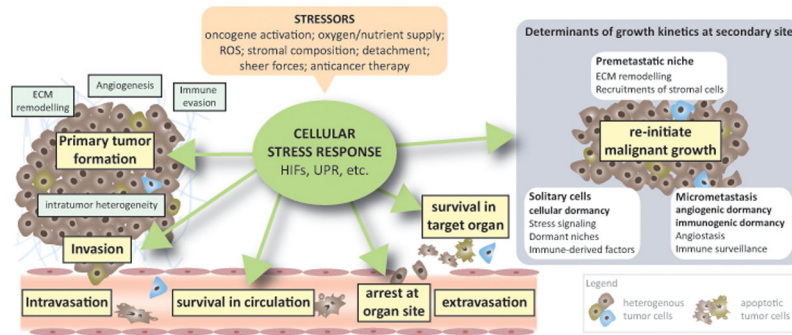 STRESSORS
oncogene activation; oxygen/nutrient supply;
ROS; stromal composition; detachment;
sheer forces; anticancer therapy
Determinants of growth kinetics at secondary site
Premetastatic niche
ECM remodelling
Recruitments of stromal cells
re-initiate
malignant growth
Solitary cells
cellular dormancy
Stress signaling
Dormant niches
Immune-derived factors
Micrometastasis
angiogenic dormancy
immunogenic dormancy
Angiostasis
Immune surveillance
ECM
remodelling
Angiogenesis
Immune
evasion
Primary tumor
formation
intratumor heterogeneity
Invasion
CELLULAR
STRESS RESPONSE
HIFs, UPR, etc.
survival in
target organ
Intravasation
survival in circulation
arrest at
organ site
extravasation
Legend
heterogenous
tumor cells
apoptotic
tumor cells